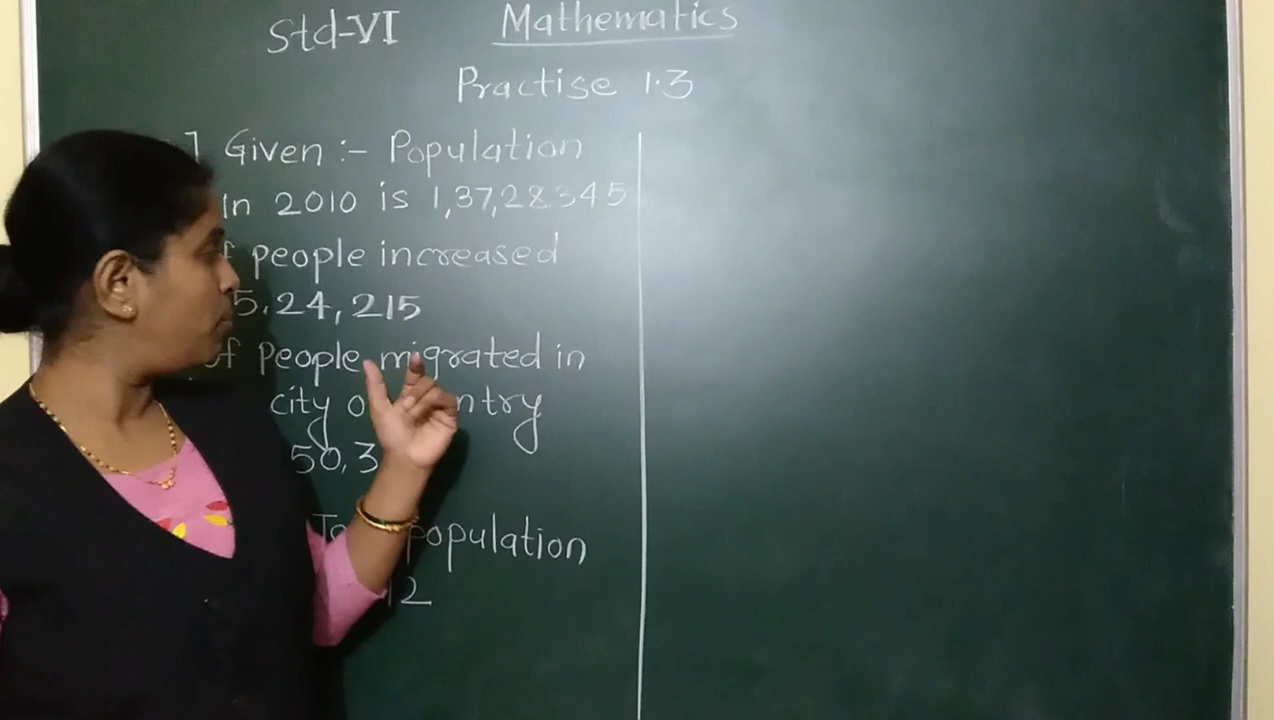 Std-VI Mathematics
Practise 1.3
] Given :- Population
in 2010 is 1,37,28345
people increased
5,24,215
of people migrated in
city
50,3
population
12